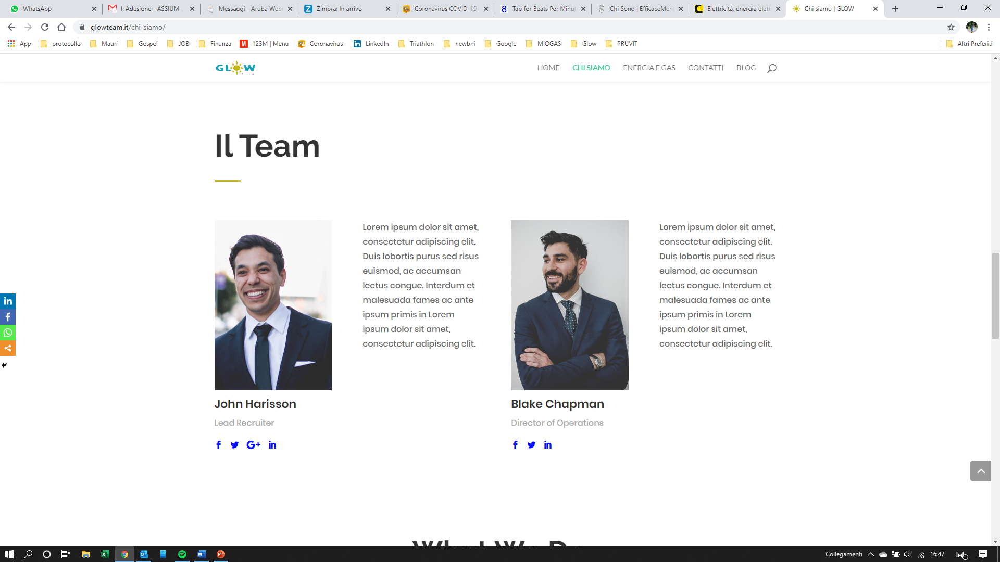 WhatsApp
I: Adesione - ASSIUM -
Messaggi - Aruba Web
Zimbra: In arrivo
Coronavirus COVID-19
Tap for Beats Per Minut
Chi Sono | EfficaceMen
Elettricità, energia elett
Chi siamo | GLOW
glowteam.it/chi-siamo/
App
protocollo
Mauri
Gospel
JOB
Finanza
123M | Menu
Coronavirus
LinkedIn
Triathlon
newbni
Google
MIOGAS
Glow
PRUVIT
Altri Preferiti
GLOW
HOME
CHI SIAMO
ENERGIA E GAS
CONTATTI
BLOG
Il Team
Lorem ipsum dolor sit amet,
consectetur adipiscing elit.
Duis lobortis purus sed risus
euismod, ac accumsan
lectus congue. Interdum et
malesuada fames ac ante
ipsum primis in Lorem
ipsum dolor sit amet,
consectetur adipiscing elit.
John Harisson
Lead Recruiter
Lorem ipsum dolor sit amet,
consectetur adipiscing elit.
Duis lobortis purus sed risus
euismod, ac accumsan
lectus congue. Interdum et
malesuada fames ac ante
ipsum primis in Lorem
ipsum dolor sit amet,
consectetur adipiscing elit.
Blake Chapman
Director of Operations
What We Do
Collegamenti
16:47